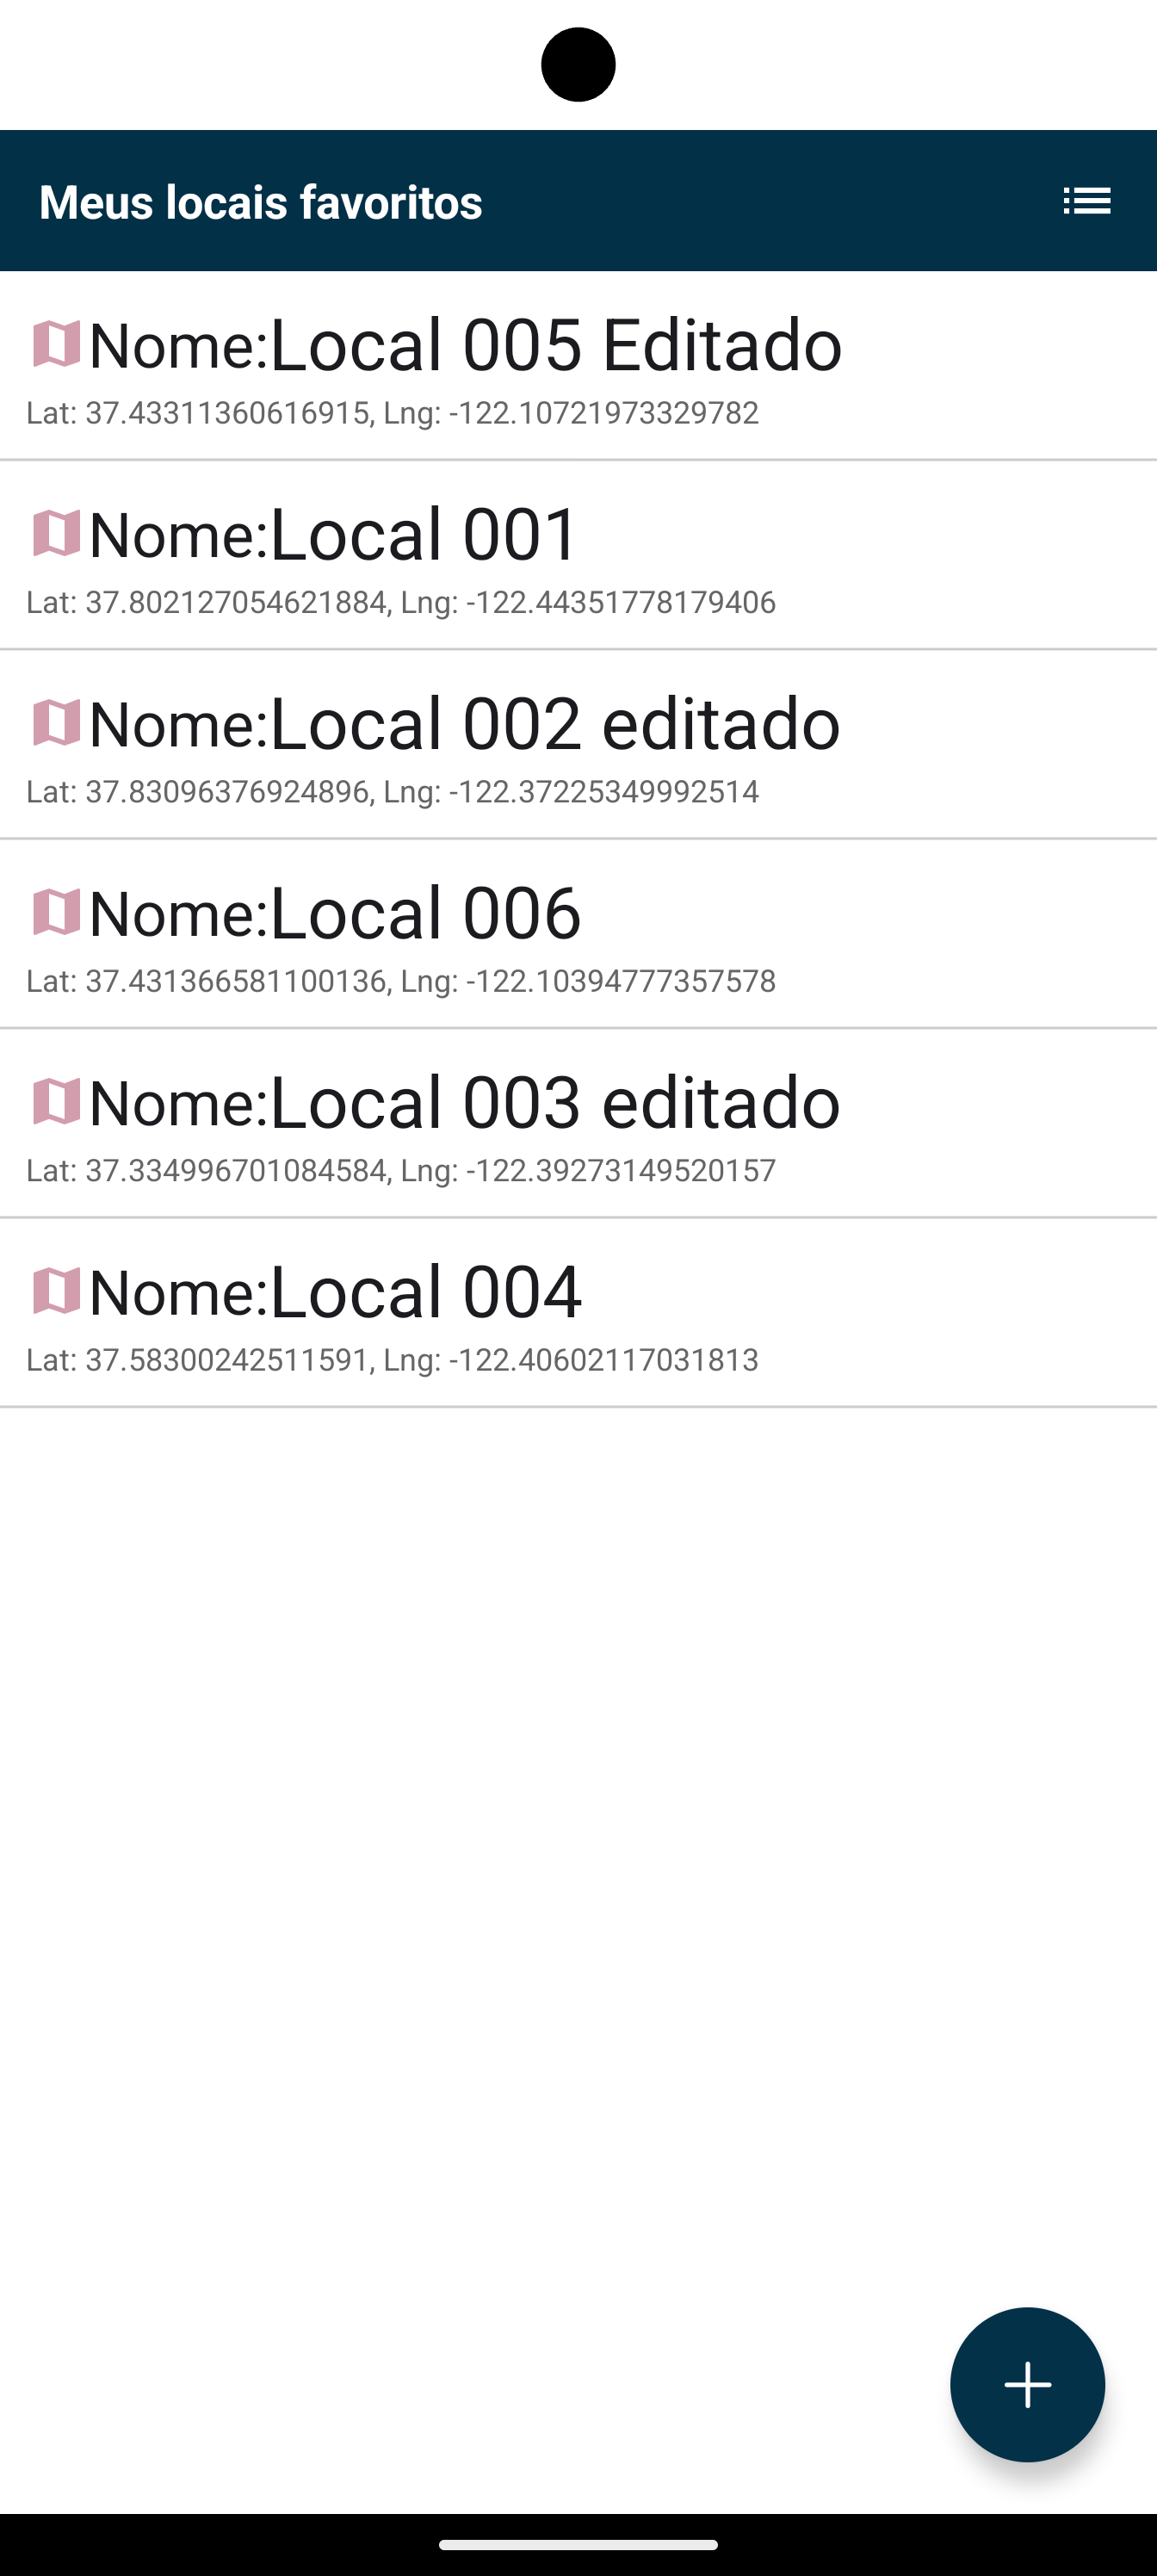 Meus locais favoritos
Nome:Local 005 Editado
Lat: 37.43311360616915, Lng: -122.10721973329782
Nome:Local 001
Lat: 37.802127054621884, Lng: -122.44351778179406
Nome:Local 002 editado
Lat: 37.83096376924896, Lng: -122.37225349992514
Nome:Local 006
Lat: 37.431366581100136, Lng: -122.10394777357578
Nome:Local 003 editado
Lat: 37.334996701084584, Lng: -122.39273149520157
Nome:Local 004
Lat: 37.58300242511591, Lng: -122.40602117031813